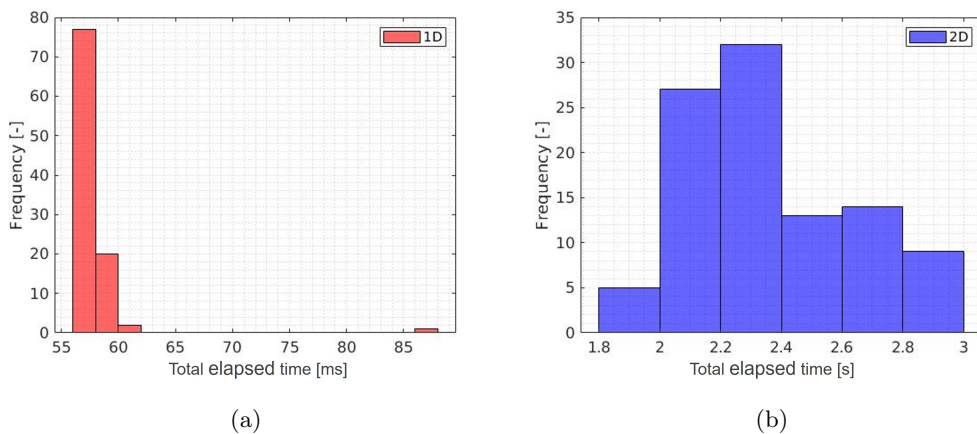 80
70
60
50
40
30
20
10
0
Frequency [-]
1D
55 60 65 70 75 80 85
Total elapsed time [ms]
(a)
35
30
25
20
15
10
5
0
Frequency [-]
2D
1.8 2 2.2 2.4 2.6 2.8 3
Total elapsed time [s]
(b)